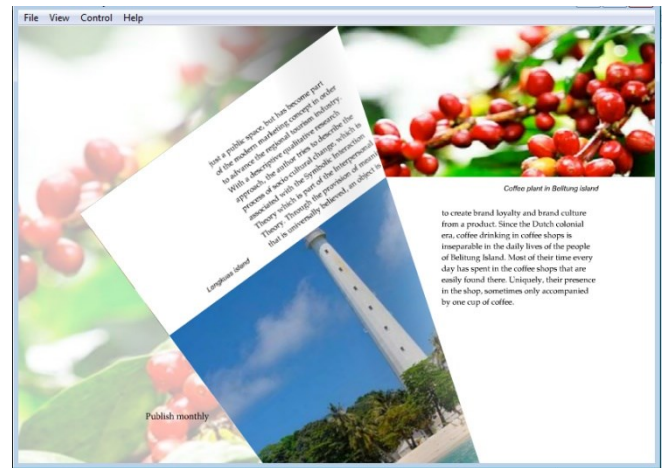 File View Control Help
just a public space, but has become part
of the modern marketing concept in order
to advance the regional tourism industry.
With a descriptive qualitative research
approach, the author tries to describe the
process of socio-cultural change, which is
associated with the Symbolic Interaction
Theory which is part of the Interpersonal
Theory. Through the provision of
that is universally believed, an object is
Langkuas island
Publish monthly
Coffee plant in Belitung island
to create brand loyalty and brand culture
from a product. Since the Dutch colonial
era, coffee drinking in coffee shops is
inseparable in the daily lives of the people
of Belitung Island. Most of their time every
day has spent in the coffee shops that are
easily found there. Uniquely, their presence
in the shop, sometimes only accompanied
by one cup of coffee.